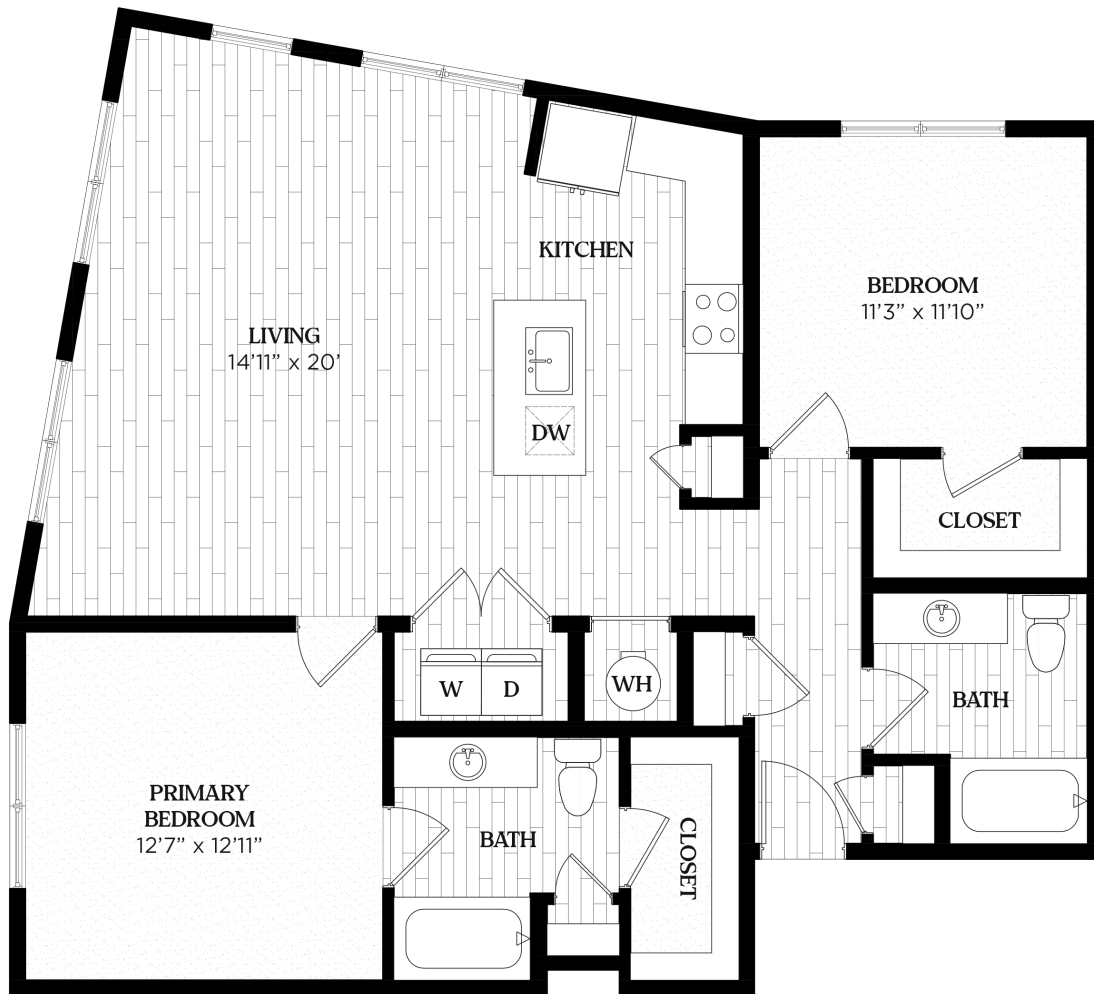 KITCHEN
BEDROOM
11’3” x 11’10”
LIVING
14’11” x 20’
DW
CLOSET
W
D
WH
BATH
PRIMARY
BEDROOM
12’7” x 12’11”
BATH
CLOSET